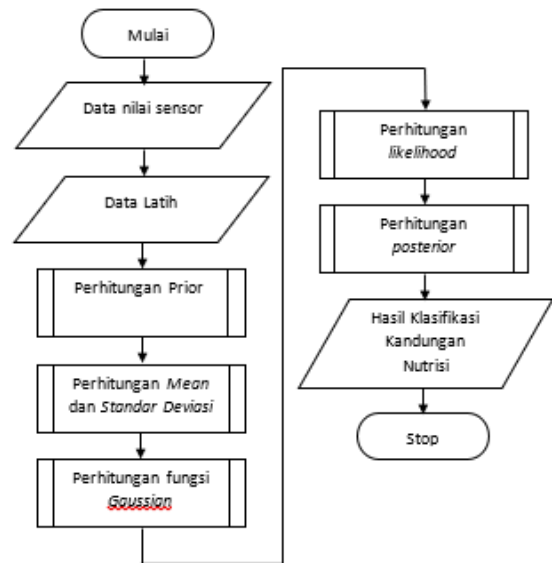 Mulai
Data nilai sensor
Data Latih
Perhitungan Prior
Perhitungan Mean
dan Standar Deviasi
Perhitungan fungsi
Gaussian
Perhitungan
likelihood
Perhitungan
posterior
Hasil Klasifikasi
Kandungan
Nutrisi
Stop